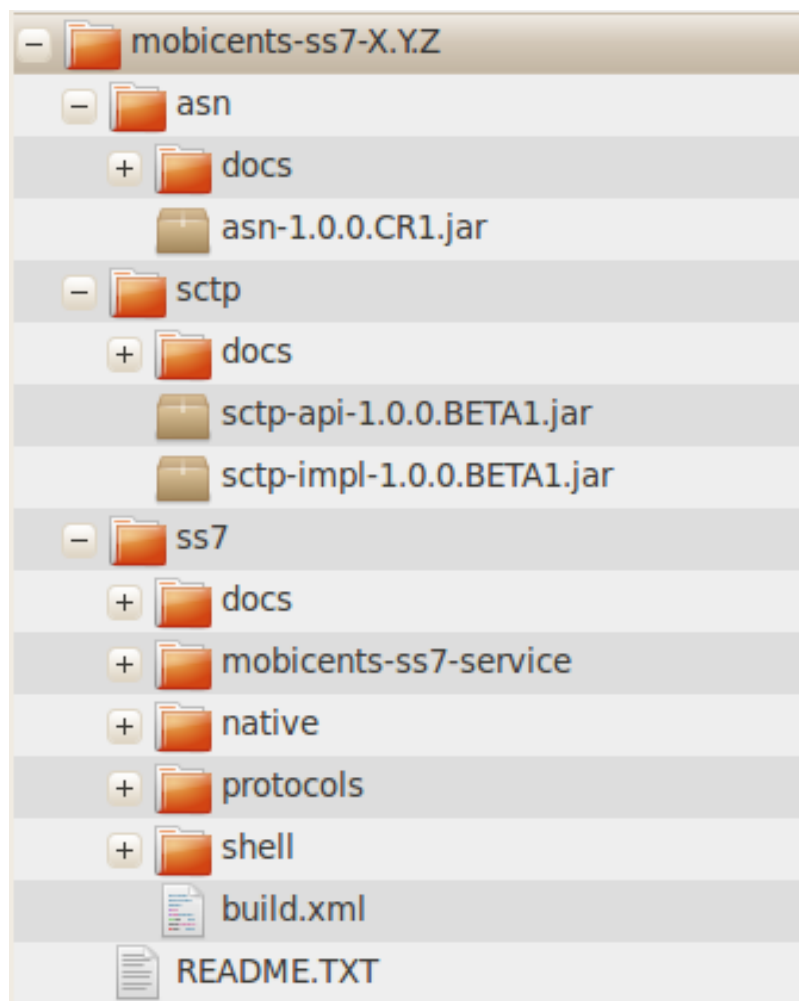 mobicents-ss7-X.Y.Z
asn
docs
asn-1.0.0.CR1.jar
sctp
docs
sctp-api-1.0.0.BETA1.jar
sctp-impl-1.0.0.BETA1.jar
ss7
docs
mobicents-ss7-service
native
protocols
shell
build.xml
README.TXT